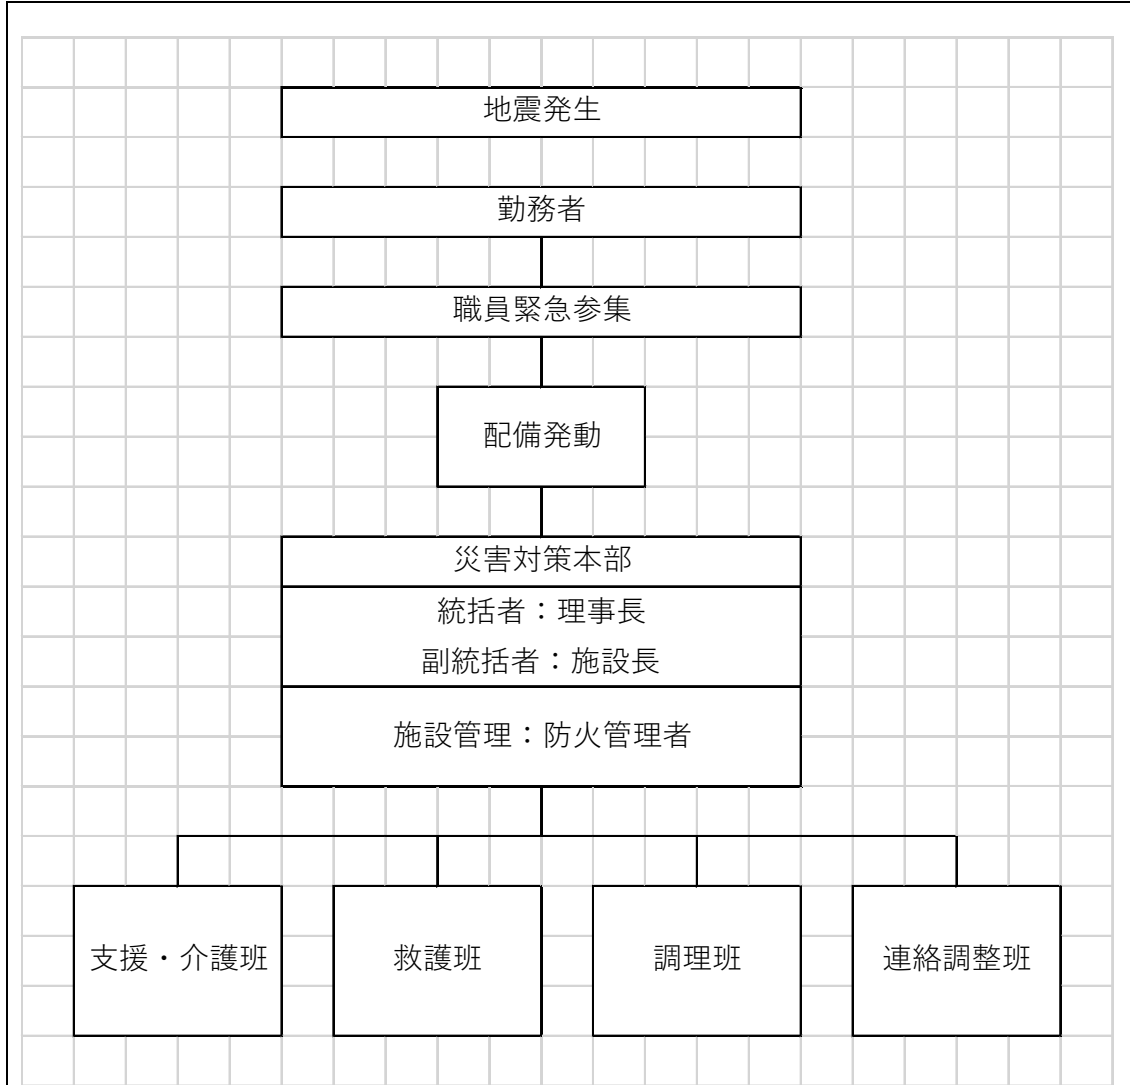 地震発生
勤務者
職員緊急参集
配備発動
災害対策本部
統括者：理事長
副統括者：施設長
施設管理：防火管理者
支援・介護班
救護班
調理班
連絡調整班